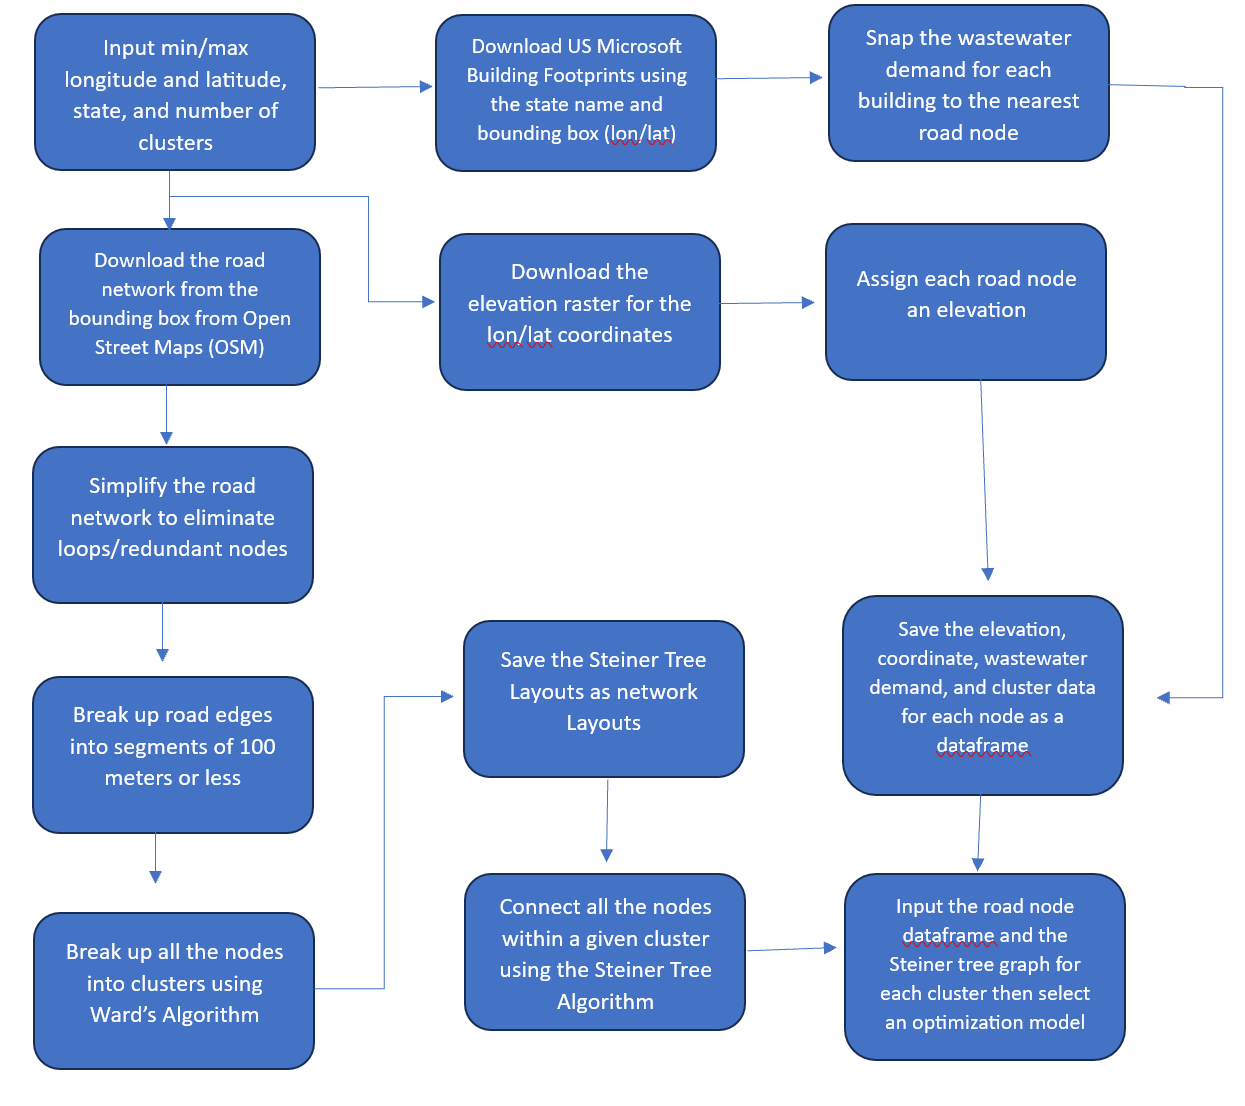 Input min/max
longitude and latitude,
state, and number of
clusters
Download US Microsoft
Building Footprints using
the state name and
bounding box (lon/lat)
Snap the wastewater
demand for each
building to the nearest
road node
Download the road
network from the
bounding box from Open
Street Maps (OSM)
Download the
elevation raster for the
lon/lat coordinates
Assign each road node
an elevation
Simplify the road
network to eliminate
loops/redundant nodes
Break up road edges
into segments of 100
meters or less
Save the Steiner Tree
Layouts as network
Layouts
Save the elevation,
coordinate, wastewater
demand, and cluster data
for each node as a
dataframe
Break up all the nodes
into clusters using
Ward's Algorithm
Connect all the nodes
within a given cluster
using the Steiner Tree
Algorithm
Input the road node
dataframe and the
Steiner tree graph for
each cluster then select
an optimization model